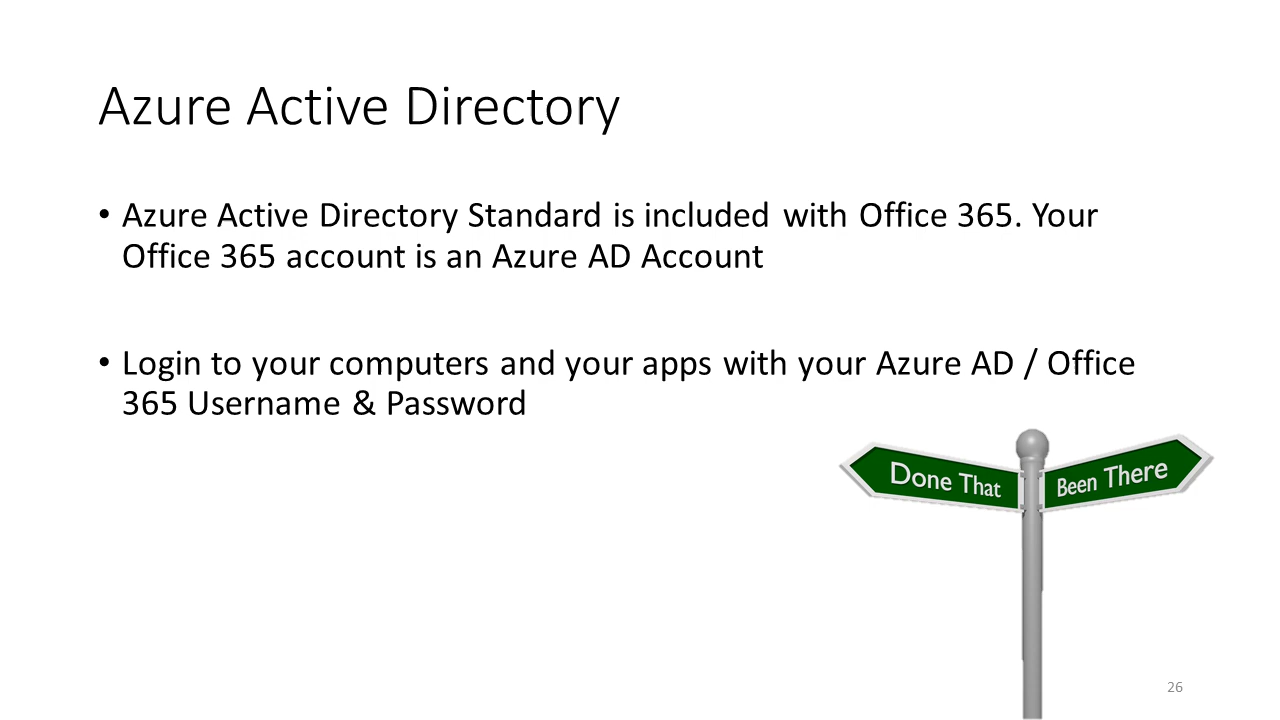 Azure Active Directory
• Azure Active Directory Standard is included with Office 365. Your
Office 365 account is an Azure AD Account
• Login to your computers and your apps with your Azure AD / Office
365 Username & Password
Done That
Been There
26